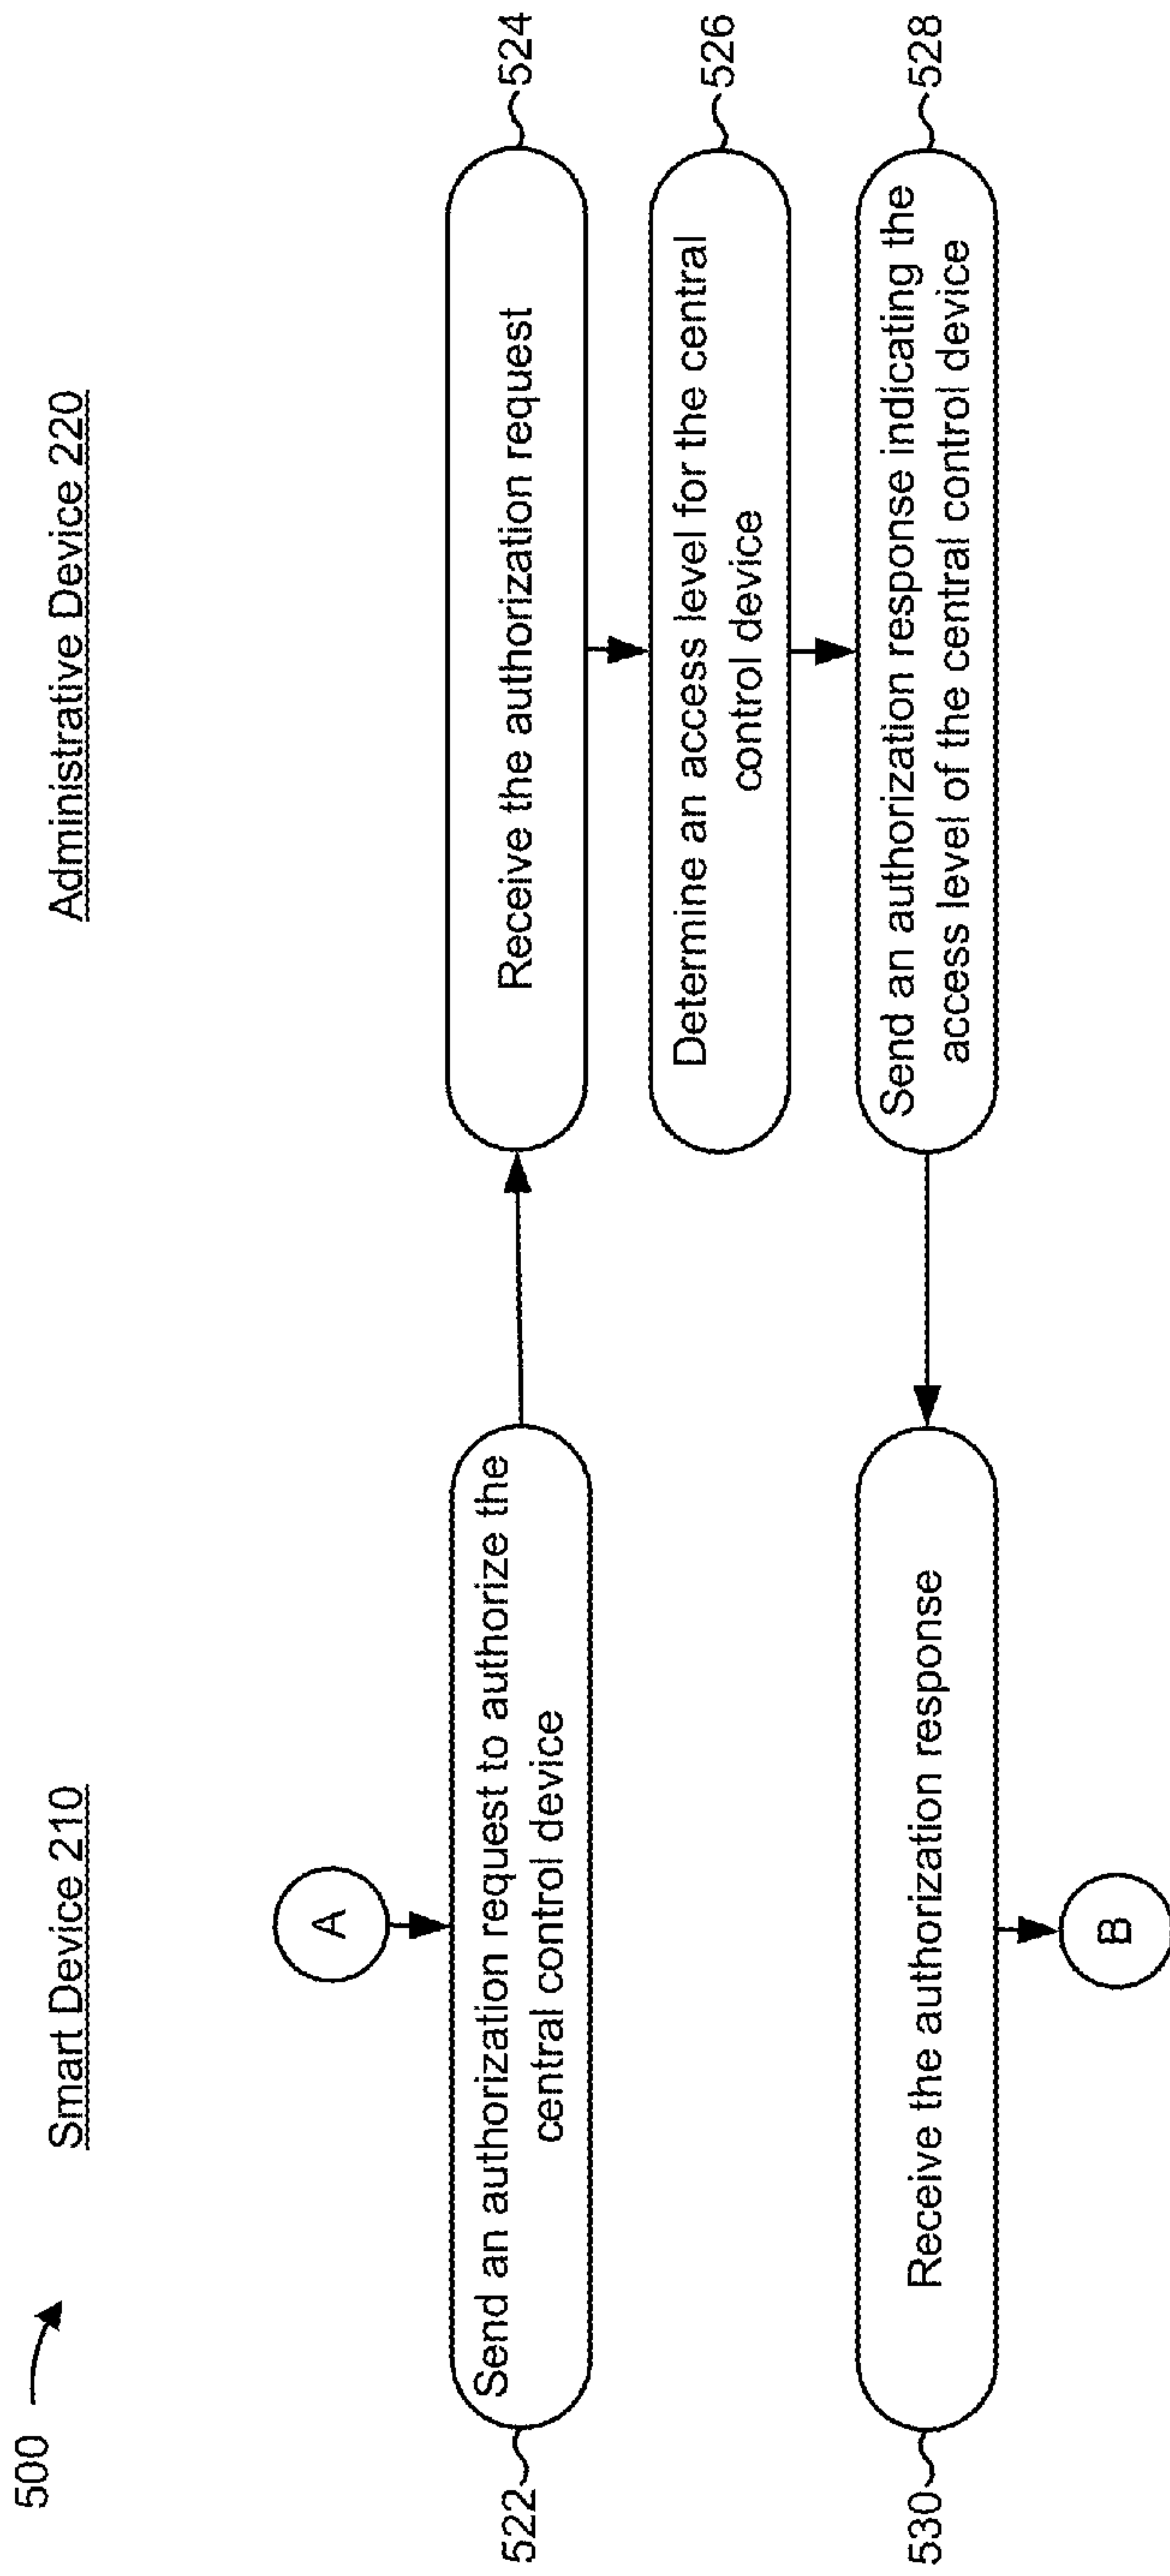 500
Smart Device 210
Administrative Device 220
A
522
Send an authorization request to authorize the
central control device
Receive the authorization request
524
Determine an access level for the central
control device
526
Send an authorization response indicating the
access level of the central control device
528
530
Receive the authorization response
B